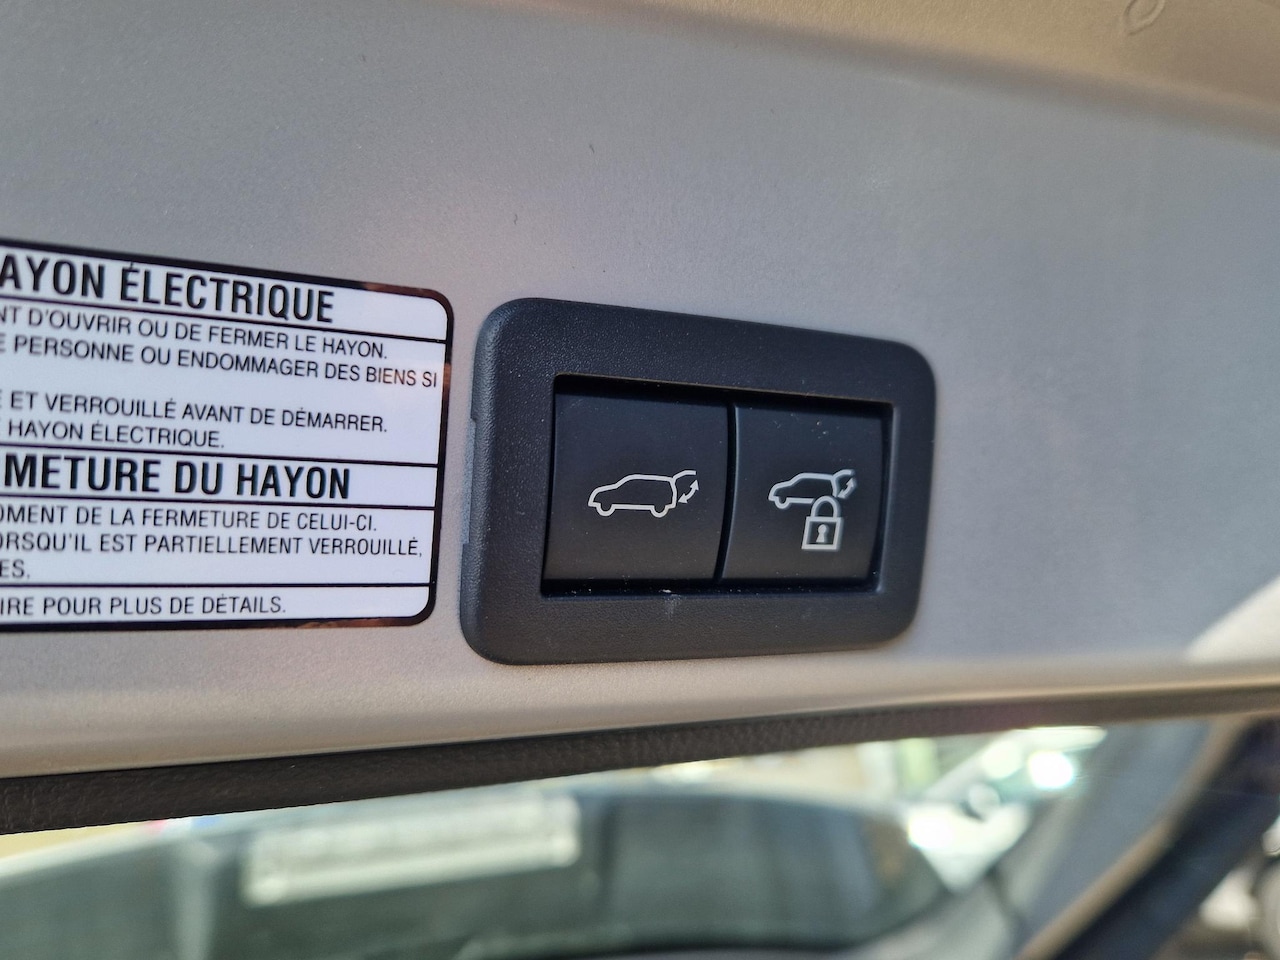 AYON ÉLECTRIQUE
NT D'OUVRIR OU DE FERMER LE HAYON.
E PERSONNE OU ENDOMMAGER DES BIENS SI
E ET VERROUILLÉ AVANT DE DÉMARRER.
HAYON ÉLECTRIQUE.
METURE DU HAYON
OMENT DE LA FERMETURE DE CELUI-CI.
ORSQU'IL EST PARTIELLEMENT VERROUILLÉ,
ES.
IRE POUR PLUS DE DÉTAILS.